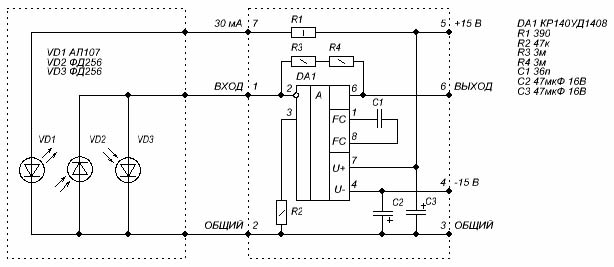 30 мА 7 R1 5 +15 В
DA1 КР140УД1408
R1 390
R2 47к
R3 3м
R4 3м
C1 36п
C2 47мкФ 16В
C3 47мкФ 16В
VD1 АЛ107
VD2 ФД256
VD3 ФД256
R3 R4
DA1
ВХОД 1 2 A 6 6 ВЫХОД
3
FC 1 C1
FC 8
VD1 VD2 VD3
U+ 7
U- 4 4 -15 В
R2 C2 C3
ОБЩИЙ 2 3 ОБЩИЙ